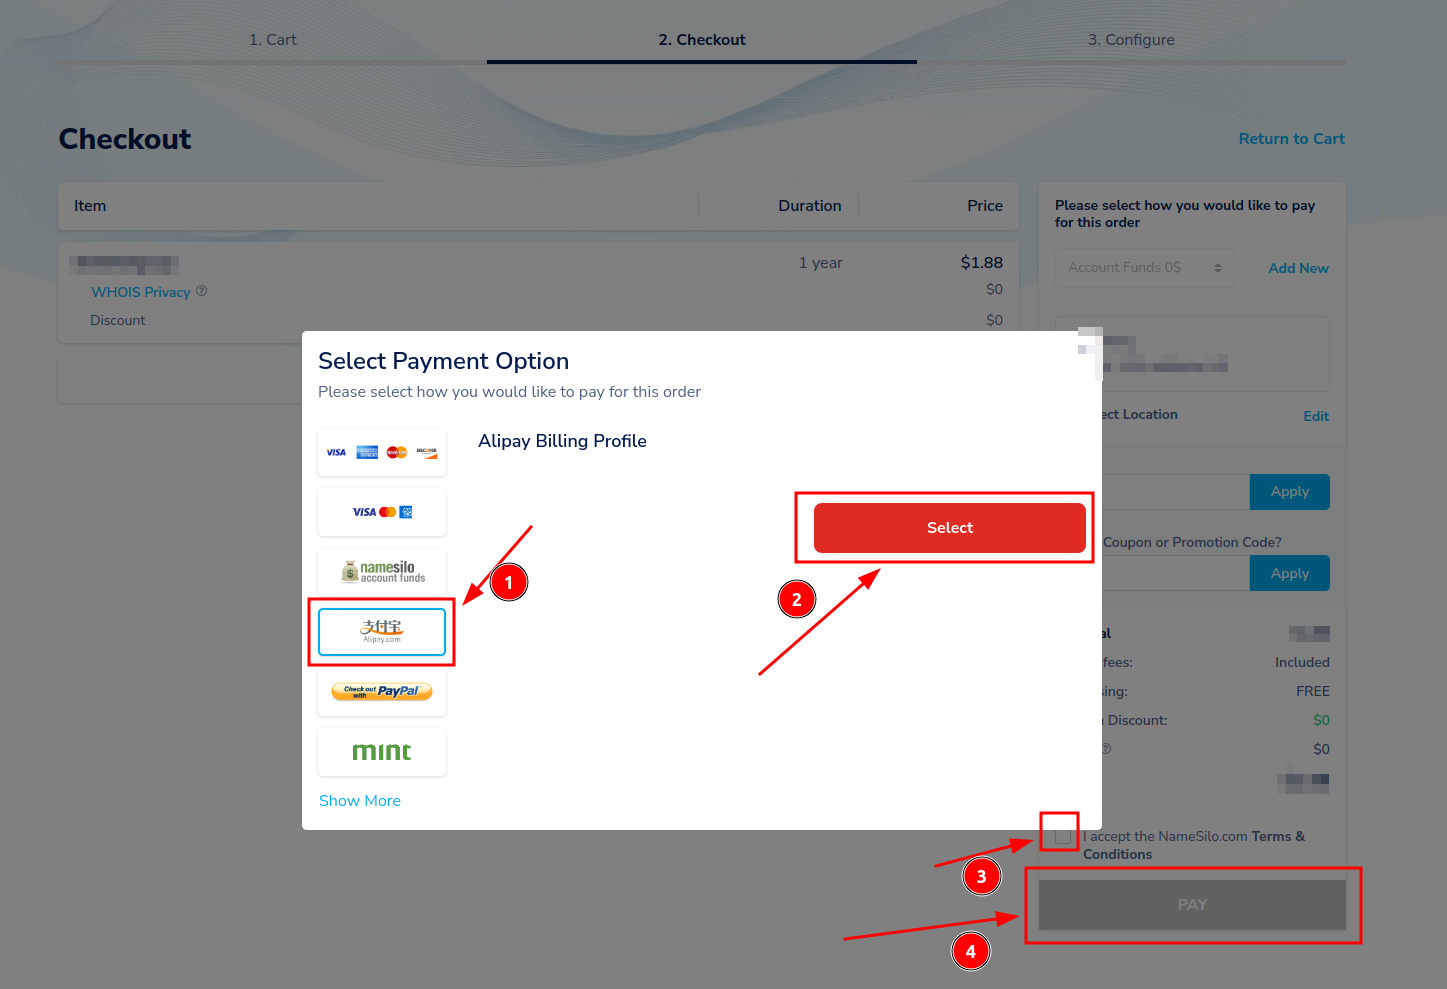 1. Cart
2. Checkout
3. Configure
Checkout
Return to Cart
Item
Duration
Price
1 year
$1.88
WHOIS Privacy
$0
Discount
$0
Please select how you would like to pay
for this order
Account Funds 0$
Add New
Select Payment Option
Please select how you would like to pay for this order
VISA
DISCOVER
VISA
namesilo
account funds
支付宝
Alipay.com
Check out
with PayPal
mint
Show More
Alipay Billing Profile
Select
1
2
3
4
Location
Edit
Apply
Coupon or Promotion Code?
Apply
fees:
Included
FREE
Discount:
$0
$0
I accept the NameSilo.com Terms &
Conditions
PAY